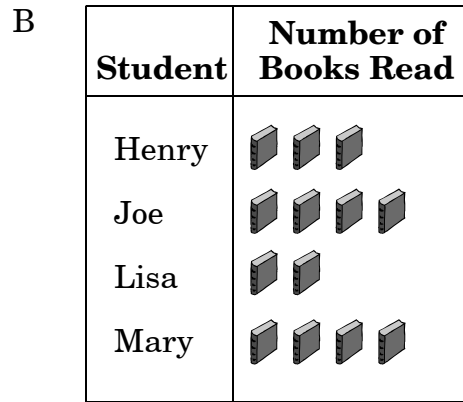 B
Number of
Student Books Read
Henry
Joe
Lisa
Mary